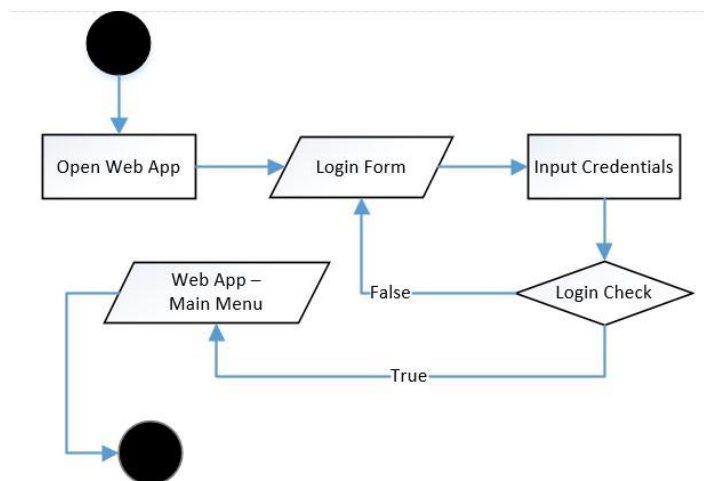 Open Web App
Login Form
Input Credentials
Web App –
Main Menu
False
Login Check
True